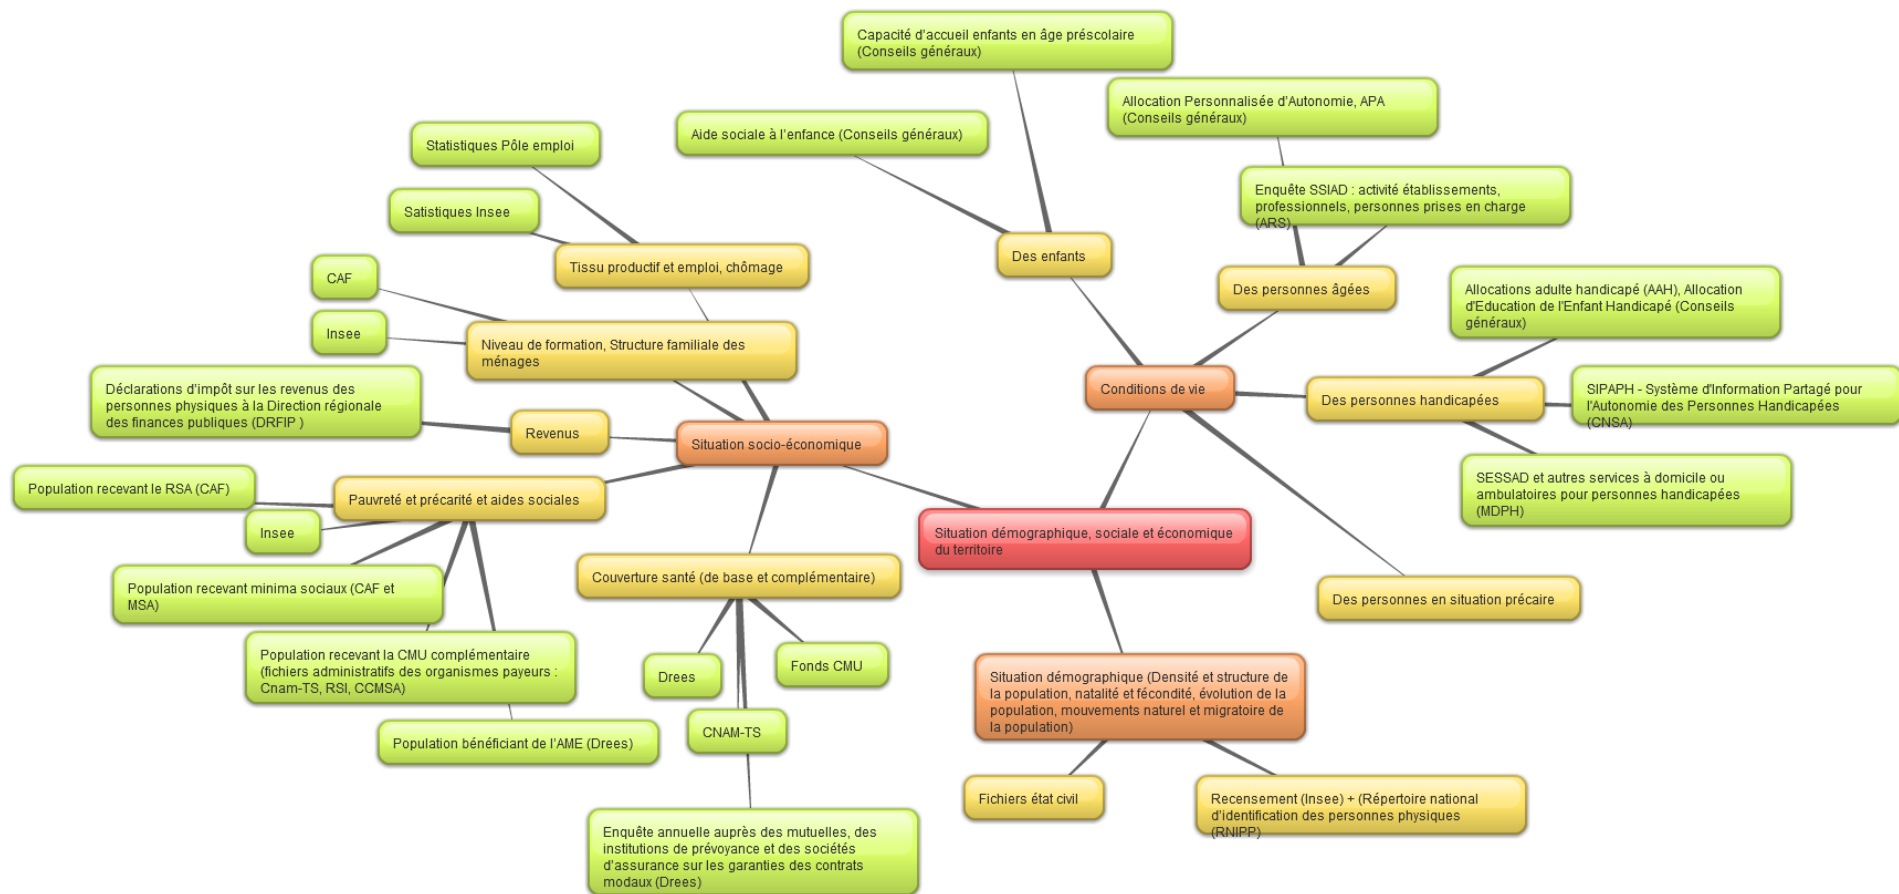 Capacité d'accueil enfants en âge préscolaire
(Conseils généraux)
Allocation Personnalisée d'Autonomie, APA
(Conseils généraux)
Aide sociale à l'enfance (Conseils généraux)
Statistiques Pôle emploi
Enquête SSIAD : activité établissements,
professionnels, personnes prises en charge
(ARS)
Satistiques Insee
Des enfants
Tissu productif et emploi, chômage
CAF
Des personnes âgées
Allocations adulte handicapé (AAH), Allocation
d'Education de l'Enfant Handicapé (Conseils
généraux)
Insee
Niveau de formation, Structure familiale des
ménages
Déclarations d'impôt sur les revenus des
personnes physiques à la Direction régionale
des finances publiques (DRFIP )
Conditions de vie
Des personnes handicapées
SIPAPH - Système d'Information Partagé pour
l'Autonomie des Personnes Handicapées
(CNSA)
Revenus
Situation socio-économique
Population recevant le RSA (CAF)
Pauvreté et précarité et aides sociales
SESSAD et autres services à domicile ou
ambulatoires pour personnes handicapées
(MDPH)
Insee
Situation démographique, sociale et économique
du territoire
Population recevant minima sociaux (CAF et
MSA)
Couverture santé (de base et complémentaire)
Des personnes en situation précaire
Population recevant la CMU complémentaire
(fichiers administratifs des organismes payeurs :
Cnam-TS, RSI, CCMSA)
Drees
Fonds CMU
Situation démographique (Densité et structure de
la population, natalité et fécondité, évolution de la
population, mouvements naturel et migratoire de
la population)
CNAM-TS
Population bénéficiant de l'AME (Drees)
Fichiers état civil
Recensement (Insee) + (Répertoire national
d'identification des personnes physiques
(RNIPP)
Enquête annuelle auprès des mutuelles, des
institutions de prévoyance et des sociétés
d'assurance sur les garanties des contrats
modaux (Drees)